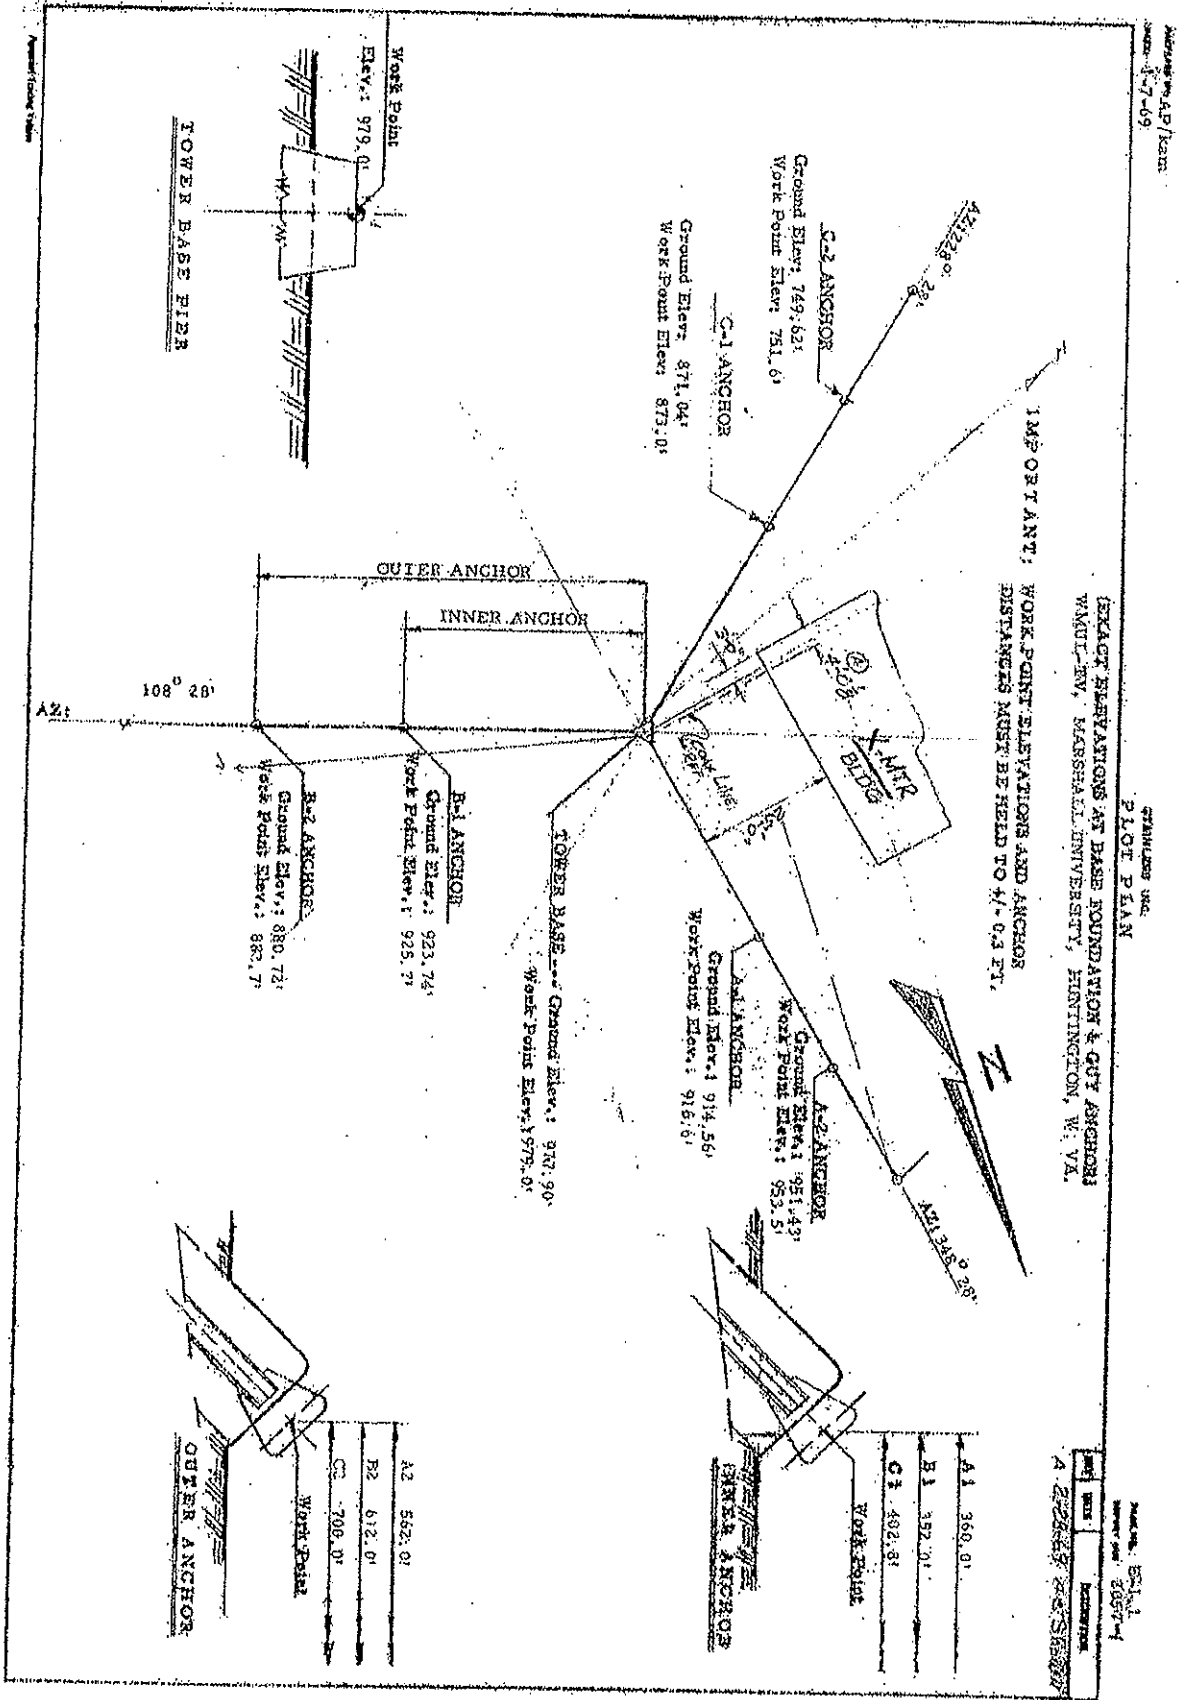 STAINLESS INC.
PLOT PLAN
(EXACT ELEVATIONS AT BASE FOUNDATION & GUY ANCHORS)
WMUL-TV, MARSHALL UNIVERSITY, HUNTINGTON, W. VA.
IMPORTANT: WORK POINT ELEVATIONS AND ANCHOR
DISTANCES MUST BE HELD TO +/- 0.3 FT.
N
C-2 ANCHOR
Ground Elev: 749.62'
Work Point Elev: 751.6'
C-1 ANCHOR
Ground Elev: 871.04'
Work Point Elev: 873.0'
XMTR
BLDG
A-2 ANCHOR
Ground Elev.: 951.43'
Work Point Elev.: 953.5'
A-1 ANCHOR
Ground Elev.: 914.56'
Work Point Elev.: 916.6'
AZ: 348° 28'
TOWER BASE
Ground Elev.:
Work Point Elev.: 979.0'
OUTER ANCHOR
INNER ANCHOR
B-1 ANCHOR
Ground Elev.: 923.74'
Work Point Elev.: 925.7'
B-2 ANCHOR
Ground Elev.: 880.72'
Work Point Elev.: 882.7'
AZ: 108° 28'
Work Point
Elev.: 979.0'
TOWER BASE PIER
A1 360.0'
B1 392.0'
C1 402.8'
Work Point
INNER ANCHOR
A2 562.0'
B2 612.0'
C2 700.0'
Work Point
OUTER ANCHOR